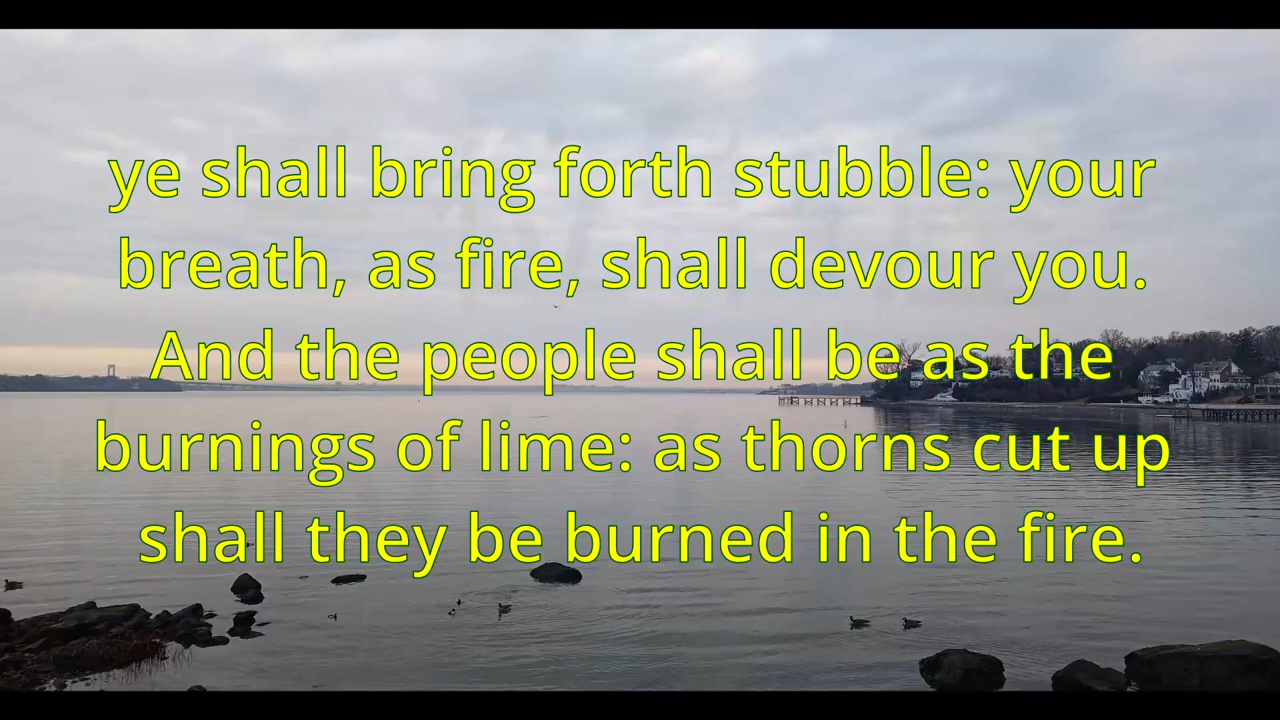 ye shall bring forth stubble: your
breath, as fire, shall devour you.
And the people shall be as the
burnings of lime: as thorns cut up
shall they be burned in the fire.